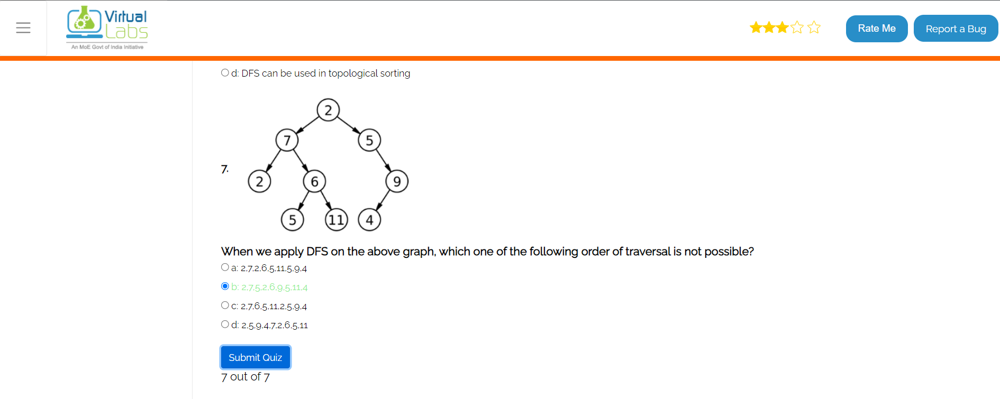 Virtual
Labs
An MoE Govt of India Initiative
Rate Me
Report a Bug
d: DFS can be used in topological sorting
2
7
5
7.
2
6
9
5
11
4
When we apply DFS on the above graph, which one of the following order of traversal is not possible?
a: 2,7,2,6,5,11,5,9,4
b: 2,7,5,2,6,9,5,11,4
c: 2,7,6,5,11,2,5,9,4
d: 2,5,9,4,7,2,6,5,11
Submit Quiz
7 out of 7